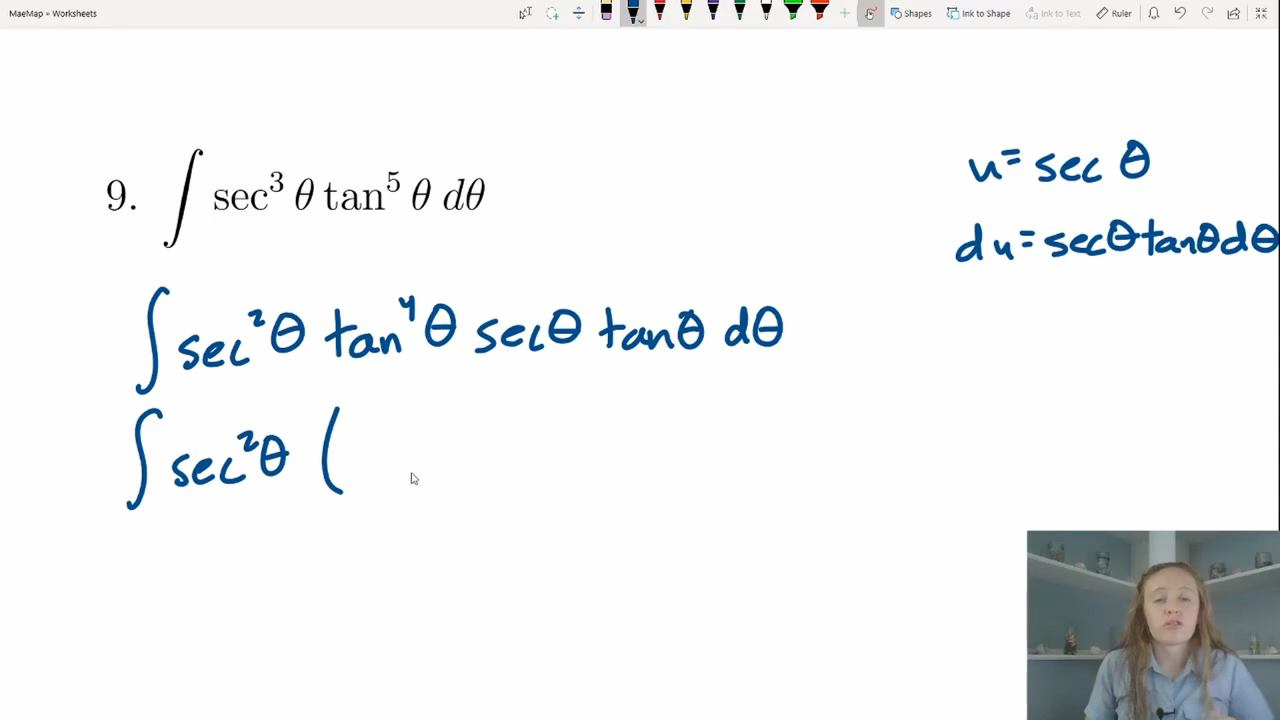 MaeMap » Worksheets
Shapes Ink to Shape Ink to Text Ruler
9. ∫ sec³ θ tan⁵ θ dθ
u = sec θ
du = secθ tanθ dθ
∫ sec²θ tan⁴θ secθ tanθ dθ
∫ sec²θ (